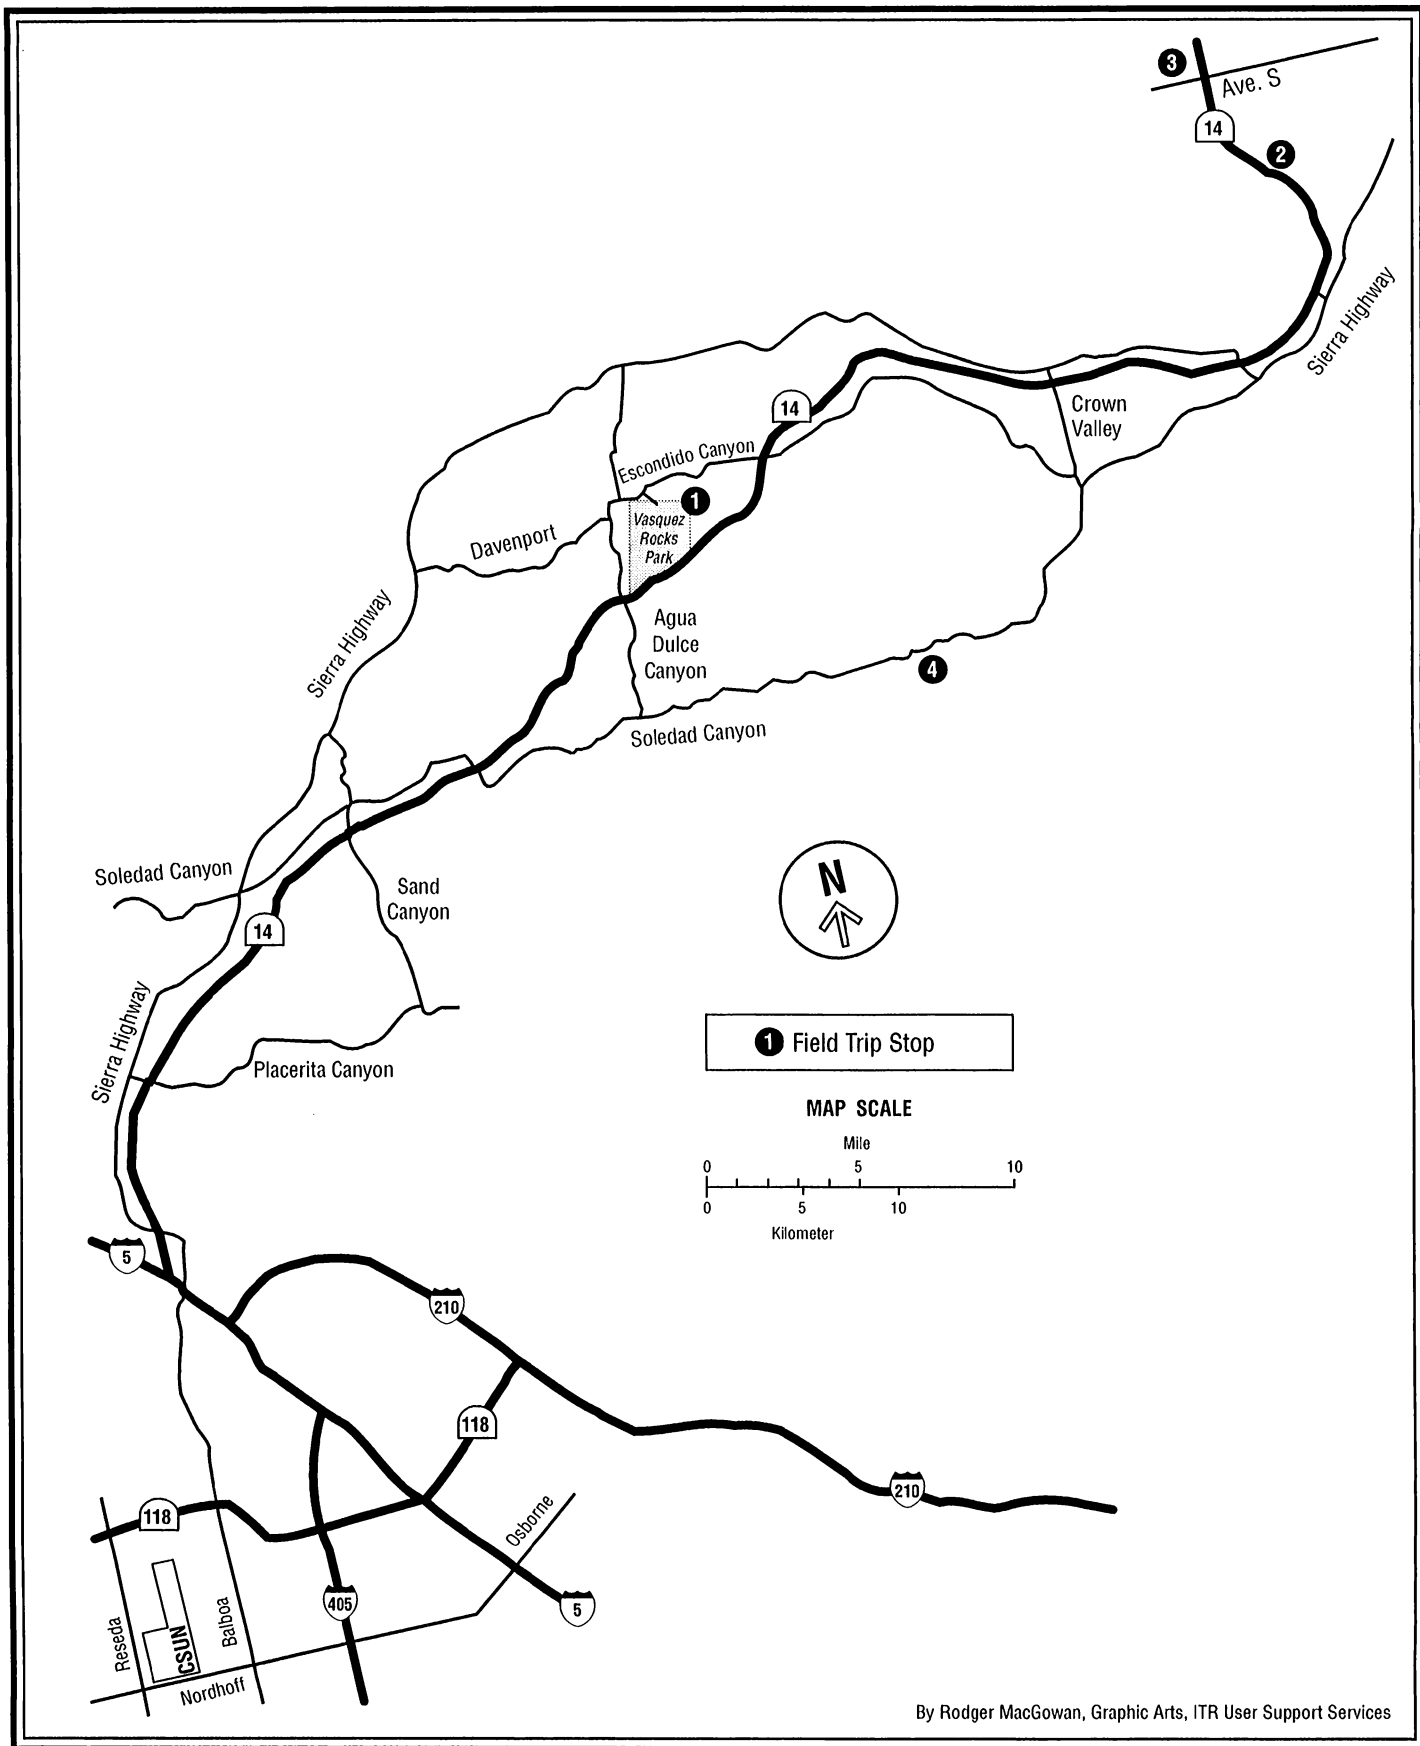 3
Ave. S
14
2
Sierra Highway
14
Crown
Valley
Escondido Canyon
1
Vasquez
Rocks
Park
Davenport
Sierra Highway
Agua
Dulce
Canyon
4
Soledad Canyon
Soledad Canyon
Sand
Canyon
N
14
Sierra Highway
1 Field Trip Stop
Placerita Canyon
MAP SCALE
Mile
0 5 10
0 5 10
Kilometer
5
210
118
210
118
Osborne
405
5
Reseda
CSUN
Balboa
Nordhoff
By Rodger MacGowan, Graphic Arts, ITR User Support Services